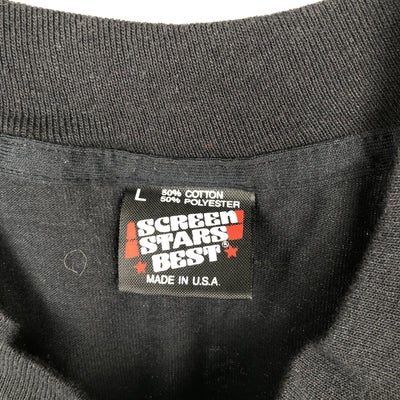 L 50% COTTON
50% POLYESTER
SCREEN
STARS
BEST®
MADE IN U.S.A.